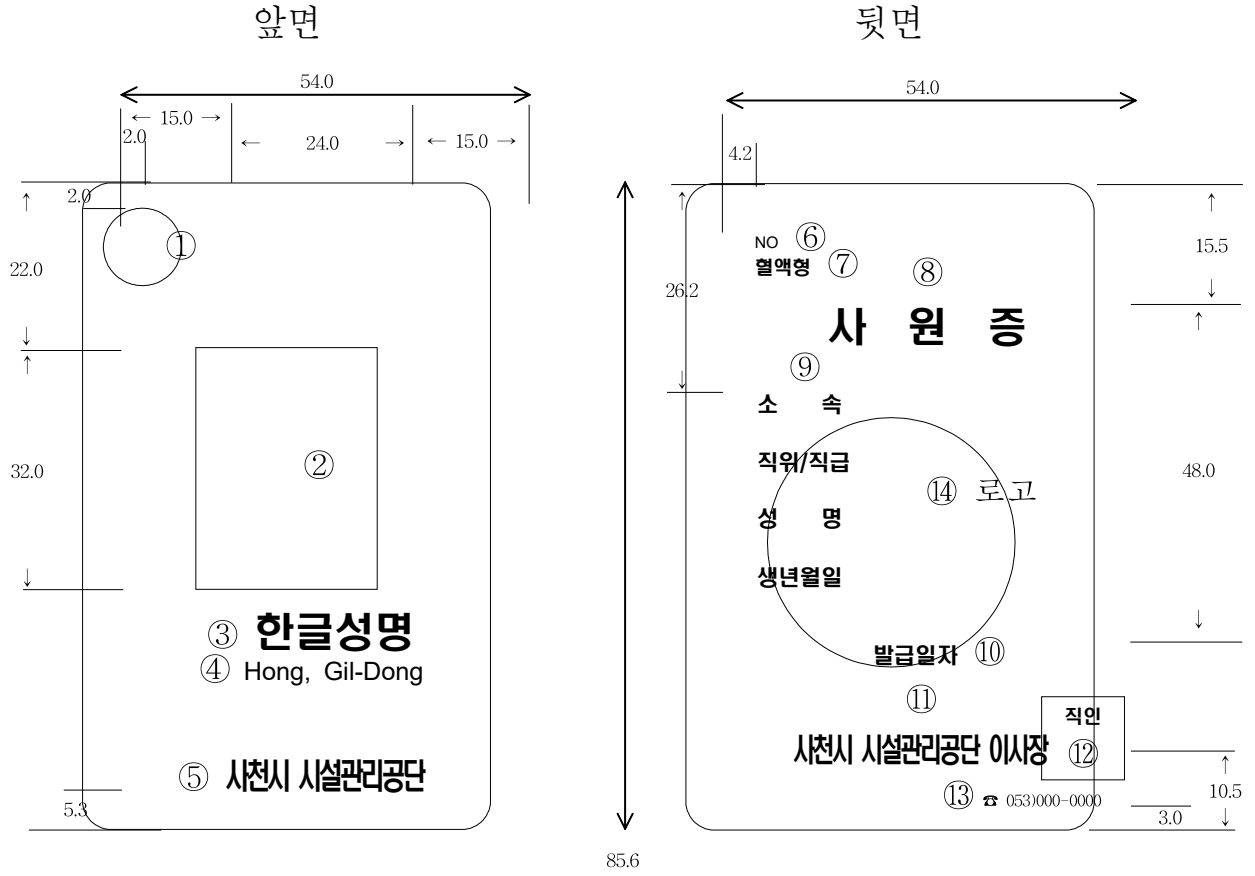 앞면
뒷면
54.0
54.0
← 15.0 →
2.0
← 24.0 →
← 15.0 →
4.2
2.0
①
22.0
NO ⑥
혈액형 ⑦
⑧
15.5
26.2
사 원 증
⑨
소 속
②
32.0
직위/직급
48.0
⑭ 로고
성 명
생년월일
③ 한글성명
④ Hong, Gil-Dong
발급일자 ⑩
⑪
직인
⑤ 사천시 시설관리공단
사천시 시설관리공단 이사장
⑫
5.3
⑬ ☎ 053)000-0000
10.5
3.0
85.6